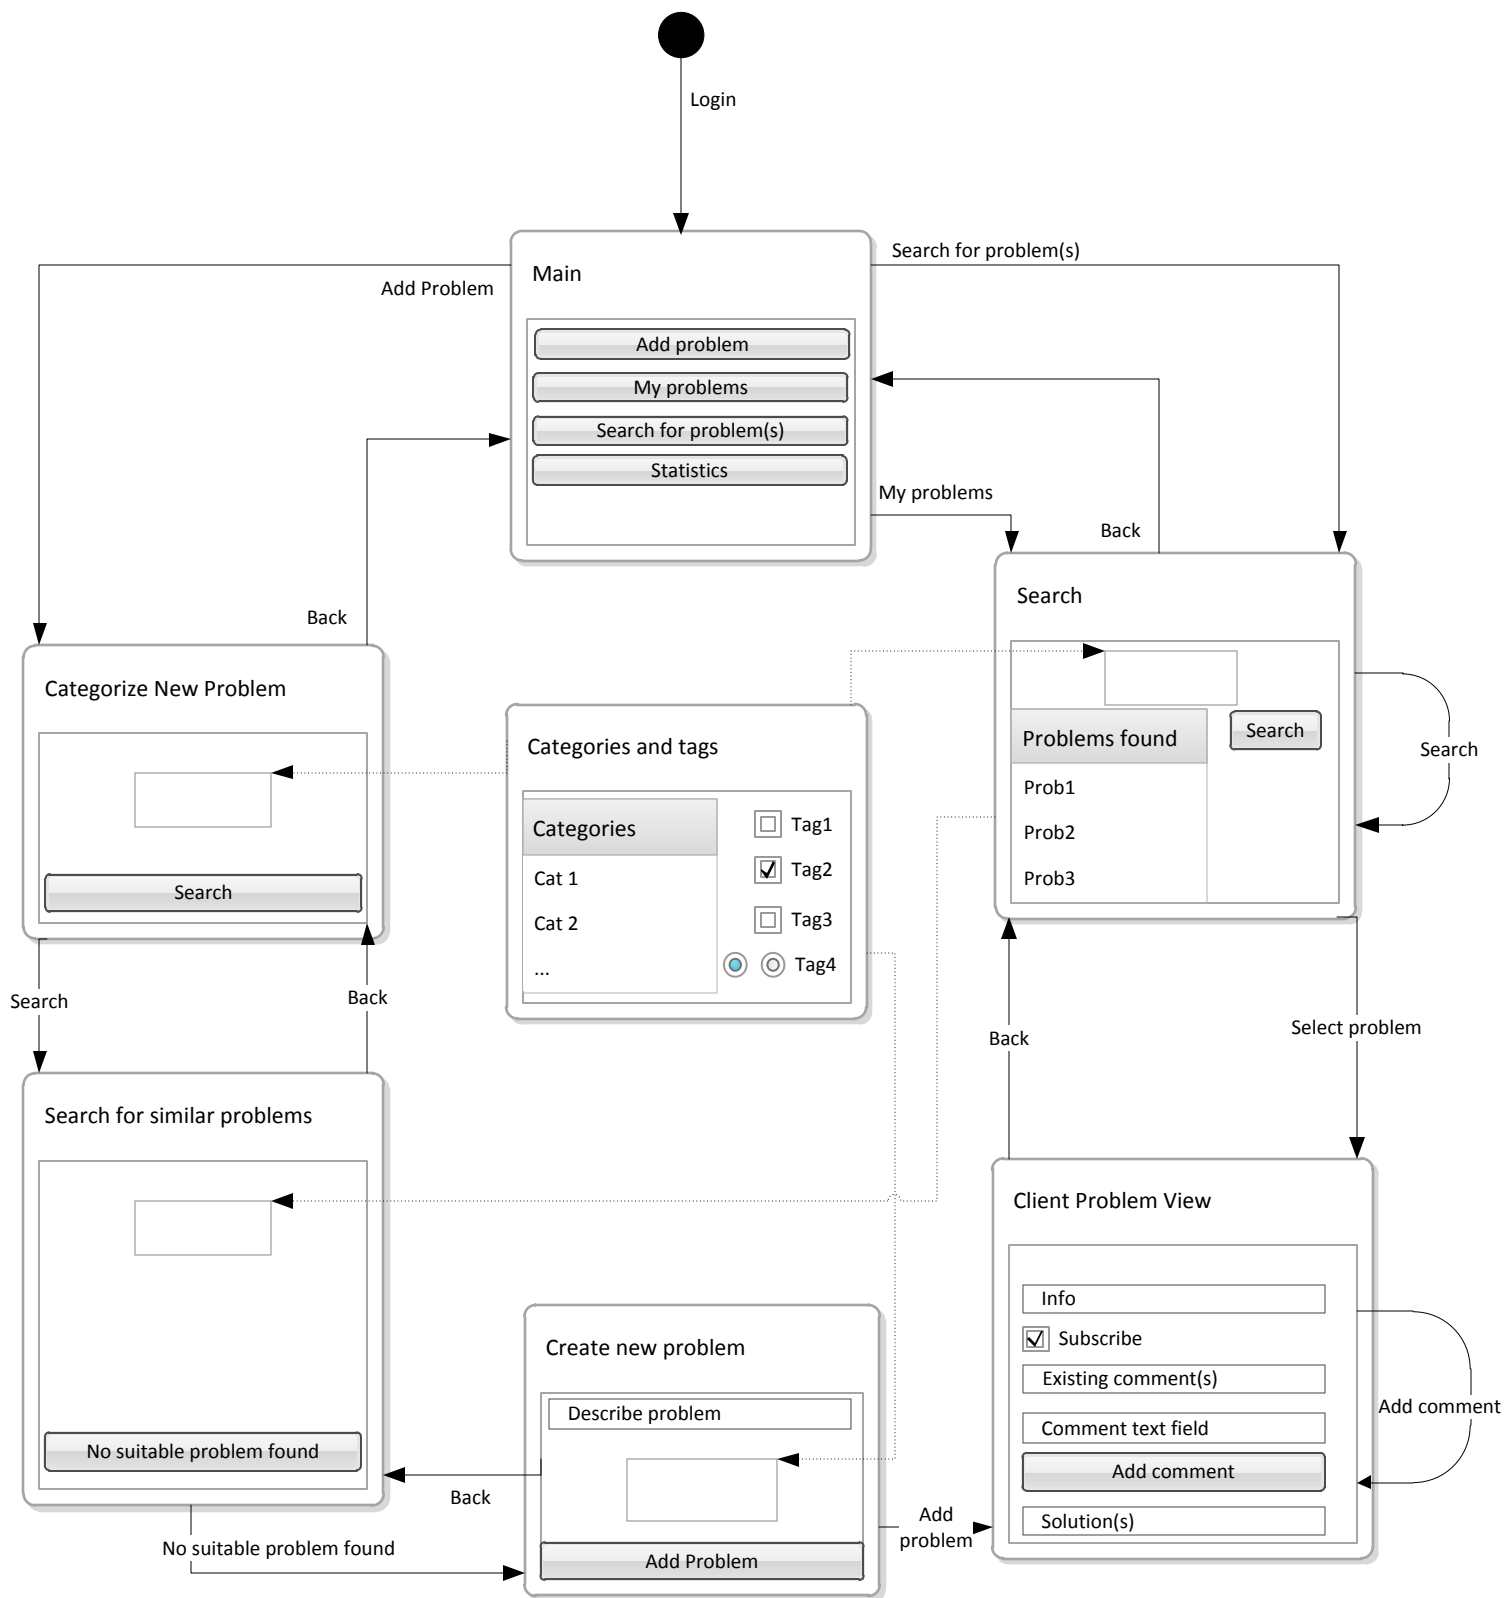 Login
Search for problem(s)
Main
Add Problem
Add problem
My problems
Search for problem(s)
Statistics
My problems
Back
Back
Search
Categorize New Problem
Search
Categories and tags
Problems found
Search
Search
Prob1
Prob2
Prob3
Categories
Tag1
Cat 1
Tag2
Cat 2
Tag3
...
Tag4
Search
Back
Back
Select problem
Search for similar problems
No suitable problem found
Client Problem View
Info
Subscribe
Existing comment(s)
Comment text field
Add comment
Solution(s)
Add comment
Create new problem
Describe problem
Add Problem
Back
Add
problem
No suitable problem found